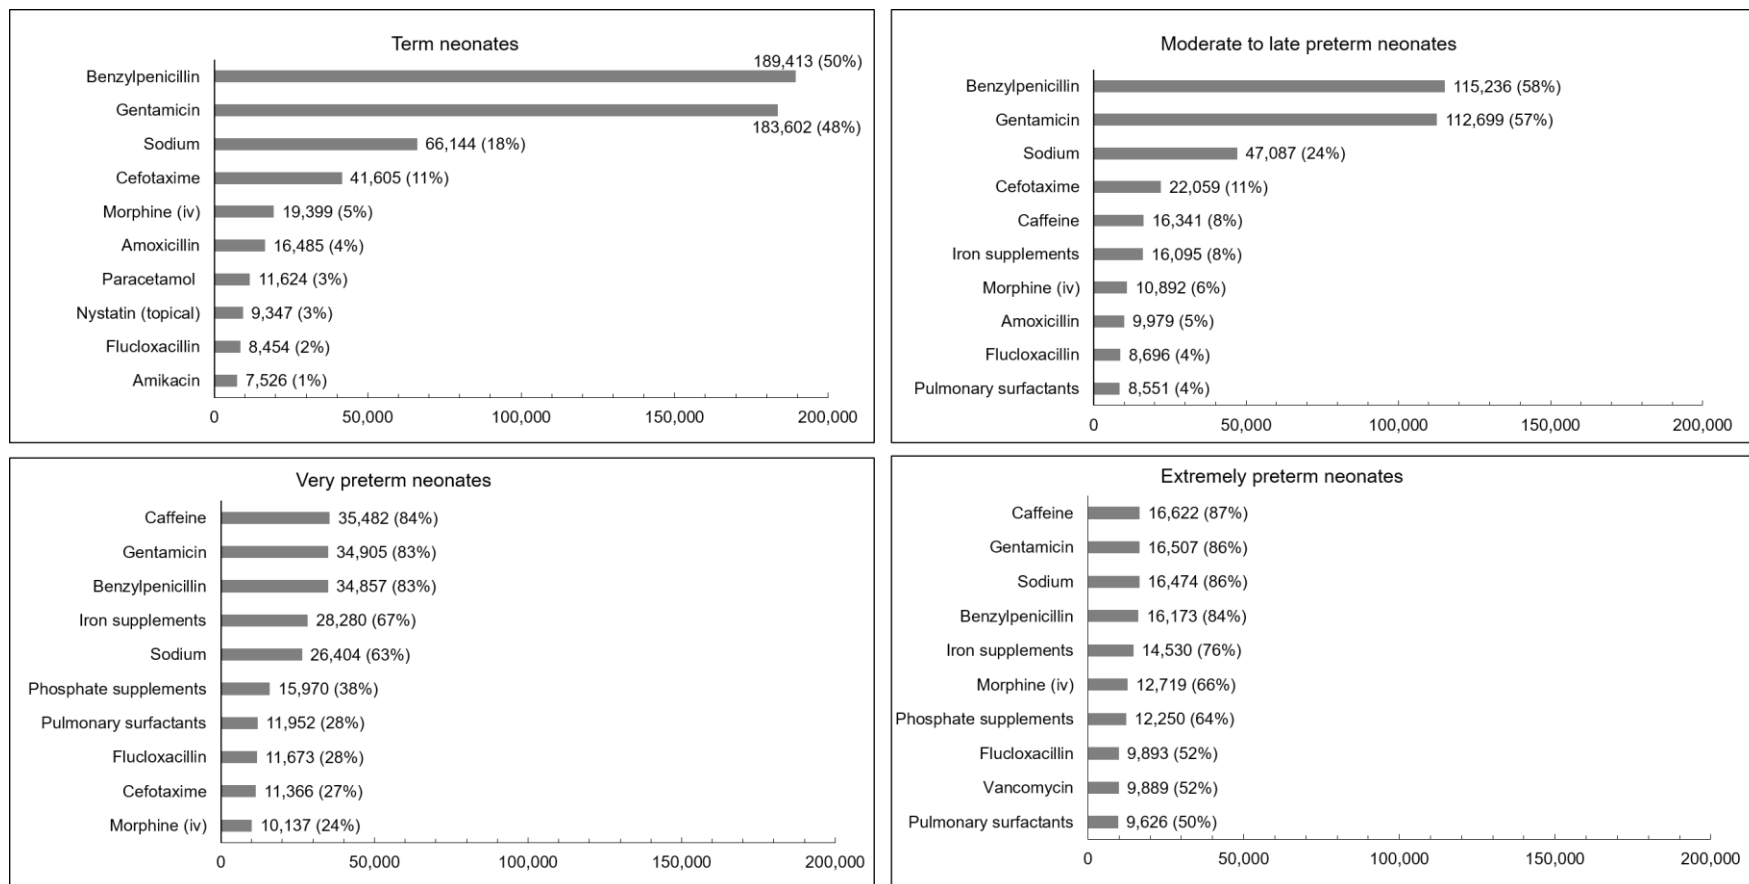 Term neonates
Benzylpenicillin 189,413 (50%)
Gentamicin 183,602 (48%)
Sodium 66,144 (18%)
Cefotaxime 41,605 (11%)
Morphine (iv) 19,399 (5%)
Amoxicillin 16,485 (4%)
Paracetamol 11,624 (3%)
Nystatin (topical) 9,347 (3%)
Flucloxacillin 8,454 (2%)
Amikacin 7,526 (1%)
0 50,000 100,000 150,000 200,000
Moderate to late preterm neonates
Benzylpenicillin 115,236 (58%)
Gentamicin 112,699 (57%)
Sodium 47,087 (24%)
Cefotaxime 22,059 (11%)
Caffeine 16,341 (8%)
Iron supplements 16,095 (8%)
Morphine (iv) 10,892 (6%)
Amoxicillin 9,979 (5%)
Flucloxacillin 8,696 (4%)
Pulmonary surfactants 8,551 (4%)
0 50,000 100,000 150,000 200,000
Very preterm neonates
Caffeine 35,482 (84%)
Gentamicin 34,905 (83%)
Benzylpenicillin 34,857 (83%)
Iron supplements 28,280 (67%)
Sodium 26,404 (63%)
Phosphate supplements 15,970 (38%)
Pulmonary surfactants 11,952 (28%)
Flucloxacillin 11,673 (28%)
Cefotaxime 11,366 (27%)
Morphine (iv) 10,137 (24%)
0 50,000 100,000 150,000 200,000
Extremely preterm neonates
Caffeine 16,622 (87%)
Gentamicin 16,507 (86%)
Sodium 16,474 (86%)
Benzylpenicillin 16,173 (84%)
Iron supplements 14,530 (76%)
Morphine (iv) 12,719 (66%)
Phosphate supplements 12,250 (64%)
Flucloxacillin 9,893 (52%)
Vancomycin 9,889 (52%)
Pulmonary surfactants 9,626 (50%)
0 50,000 100,000 150,000 200,000